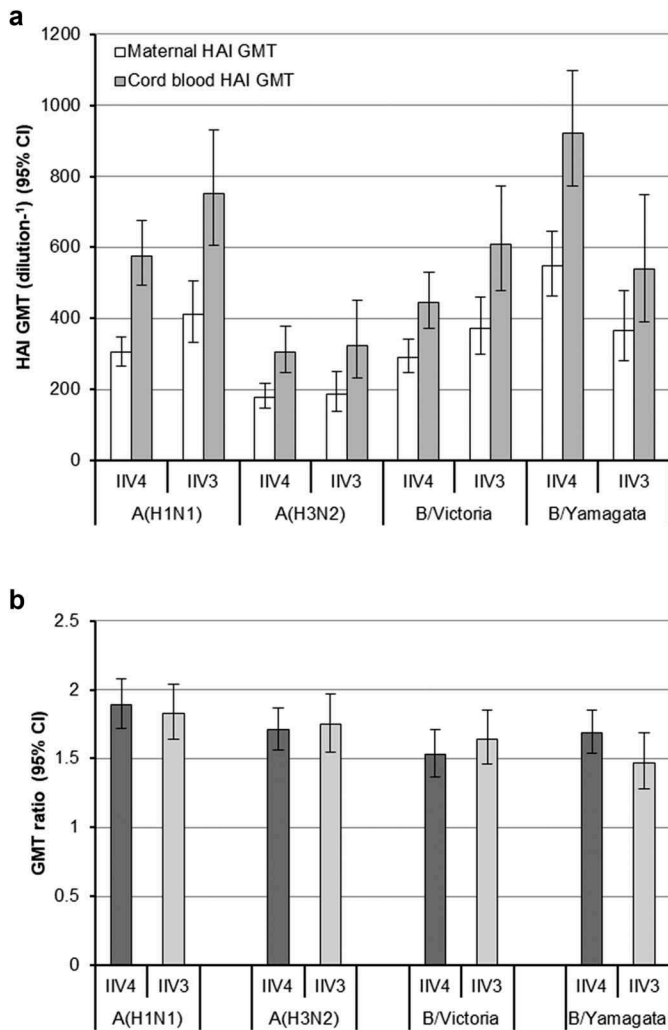 a
Maternal HAI GMT
Cord blood HAI GMT
HAI GMT (dilution-¹) (95% CI)
1200
1000
800
600
400
200
0
IIV4 IIV3 IIV4 IIV3 IIV4 IIV3 IIV4 IIV3
A(H1N1) A(H3N2) B/Victoria B/Yamagata
b
GMT ratio (95% CI)
2.5
2
1.5
1
0.5
0
IIV4 IIV3 IIV4 IIV3 IIV4 IIV3 IIV4 IIV3
A(H1N1) A(H3N2) B/Victoria B/Yamagata